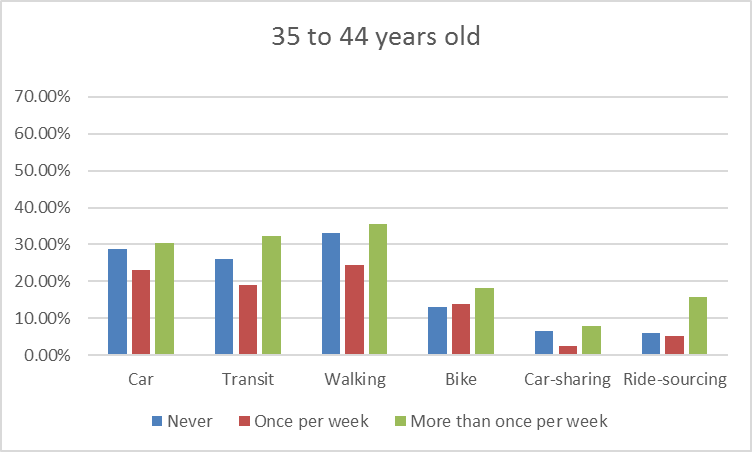 35 to 44 years old
70.00%
60.00%
50.00%
40.00%
30.00%
20.00%
10.00%
0.00%
Car Transit Walking Bike Car-sharing Ride-sourcing
Never Once per week More than once per week